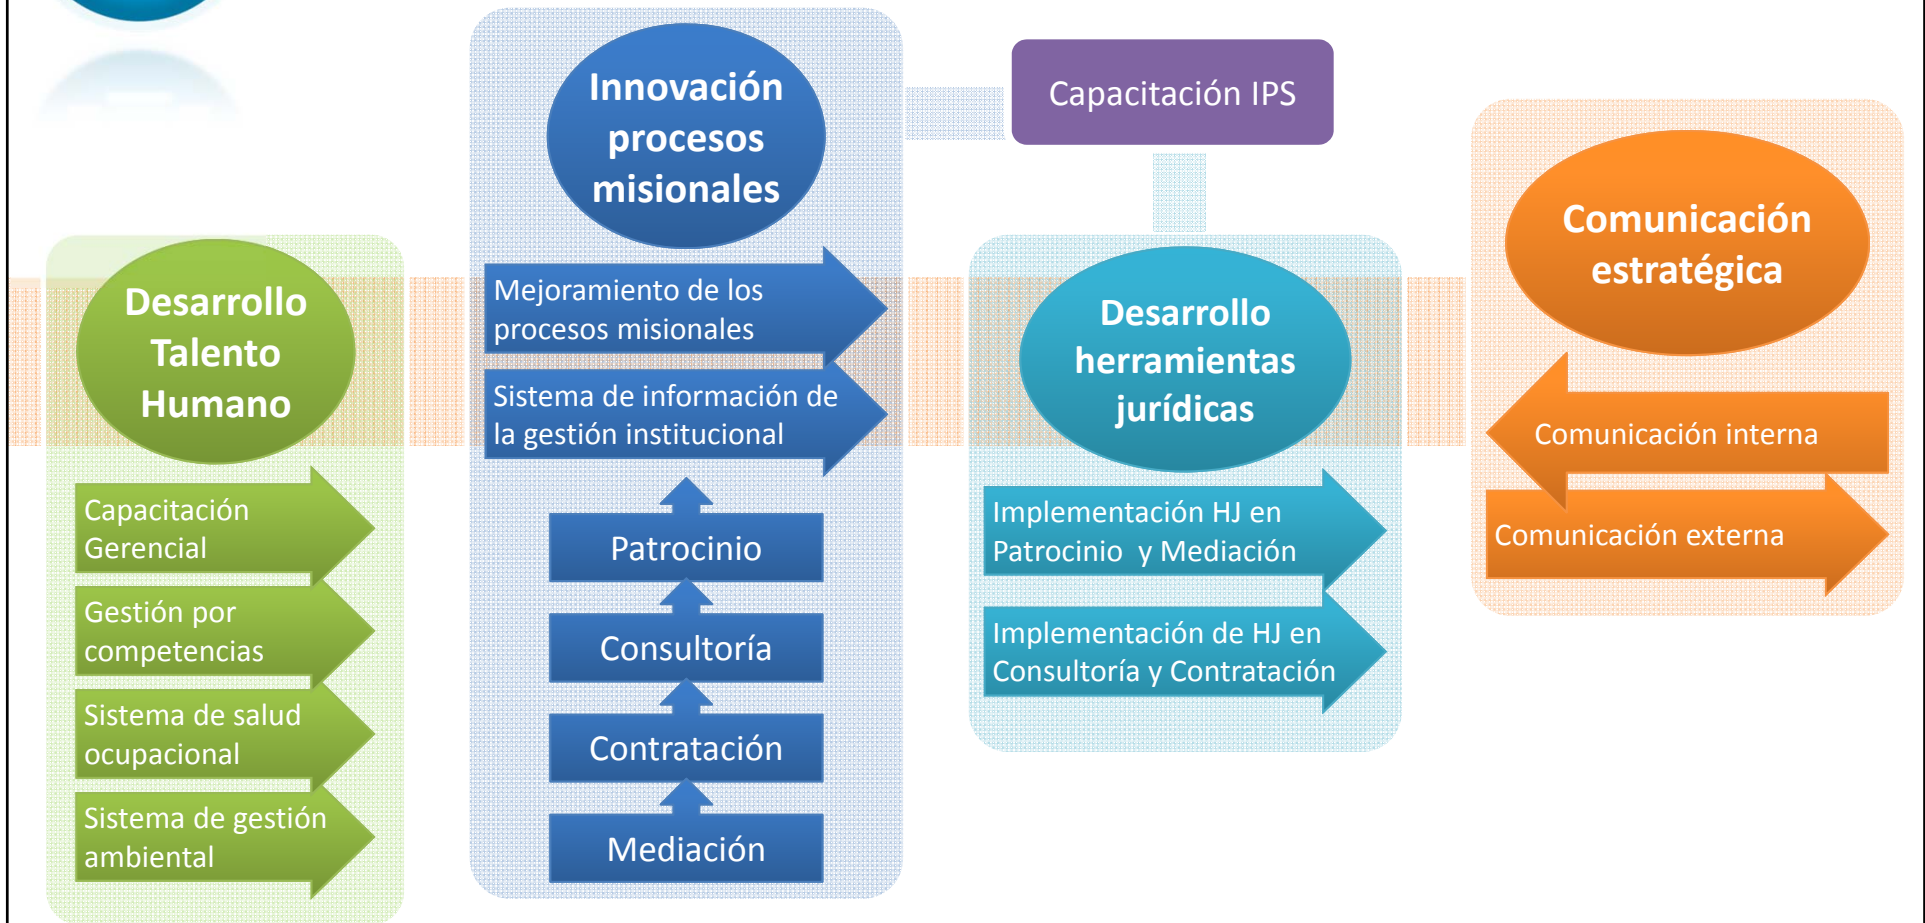 Desarrollo
Talento
Humano
Capacitación
Gerencial
Gestión por
competencias
Sistema de salud
ocupacional
Sistema de gestión
ambiental
Innovación
procesos
misionales
Mejoramiento de los
procesos misionales
Sistema de información de
la gestión institucional
Patrocinio
Consultoría
Contratación
Mediación
Capacitación IPS
Desarrollo
herramientas
jurídicas
Implementación HJ en
Patrocinio y Mediación
Implementación de HJ en
Consultoría y Contratación
Comunicación
estratégica
Comunicación interna
Comunicación externa